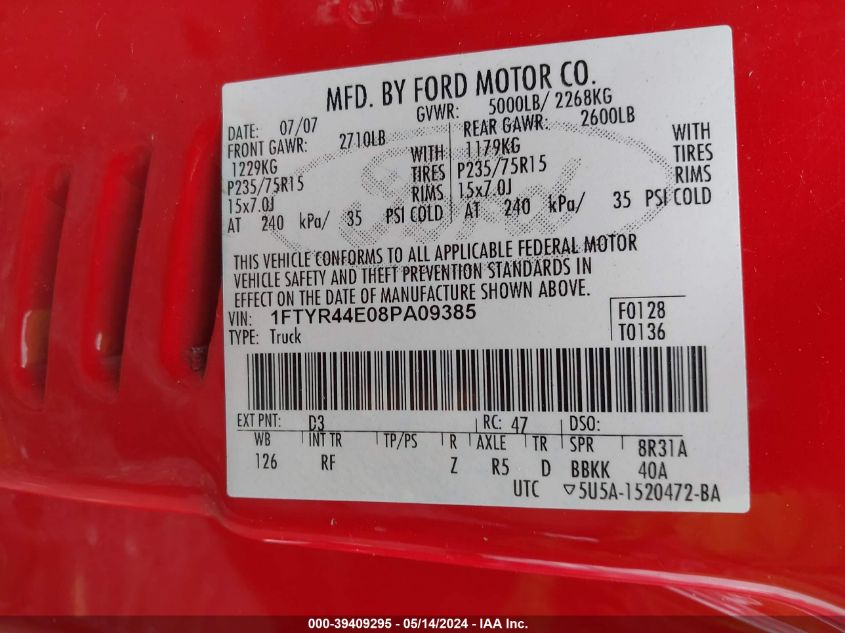 MFD. BY FORD MOTOR CO.
DATE: 07/07 GVWR: 5000LB/ 2268KG
FRONT GAWR: 2710LB REAR GAWR: 2600LB
1229KG WITH 1179KG WITH
P235/75R15 TIRES P235/75R15 TIRES
15x7.0J RIMS 15x7.0J RIMS
AT 240 kPa/ 35 PSI COLD AT 240 kPa/ 35 PSI COLD
Ford
THIS VEHICLE CONFORMS TO ALL APPLICABLE FEDERAL MOTOR
VEHICLE SAFETY AND THEFT PREVENTION STANDARDS IN
EFFECT ON THE DATE OF MANUFACTURE SHOWN ABOVE.
VIN: 1FTYR44E08PA09385 F0128
TYPE: Truck T0136
EXT PNT: D3 RC: 47 DSO:
WB INT TR TP/PS R AXLE TR SPR 8R31A
126 RF Z R5 D BBKK 40A
UTC ▽5U5A-1520472-BA
000-39409295 - 05/14/2024 - IAA Inc.